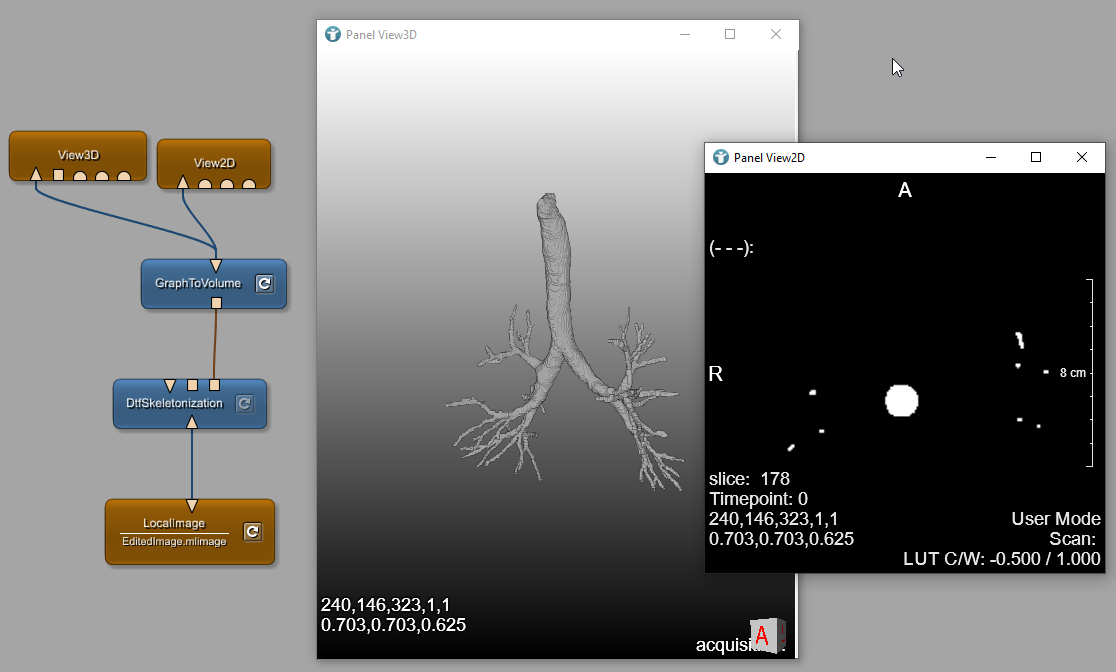 View3D
View2D
GraphToVolume
DtfSkeletonization
LocalImage
EditedImage.mlimage
Panel View3D
240,146,323,1,1
0.703,0.703,0.625
A
Panel View2D
A
(- - -):
R
8 cm
slice: 178
Timepoint: 0
240,146,323,1,1
0.703,0.703,0.625
User Mode
Scan:
LUT C/W: -0.500 / 1.000